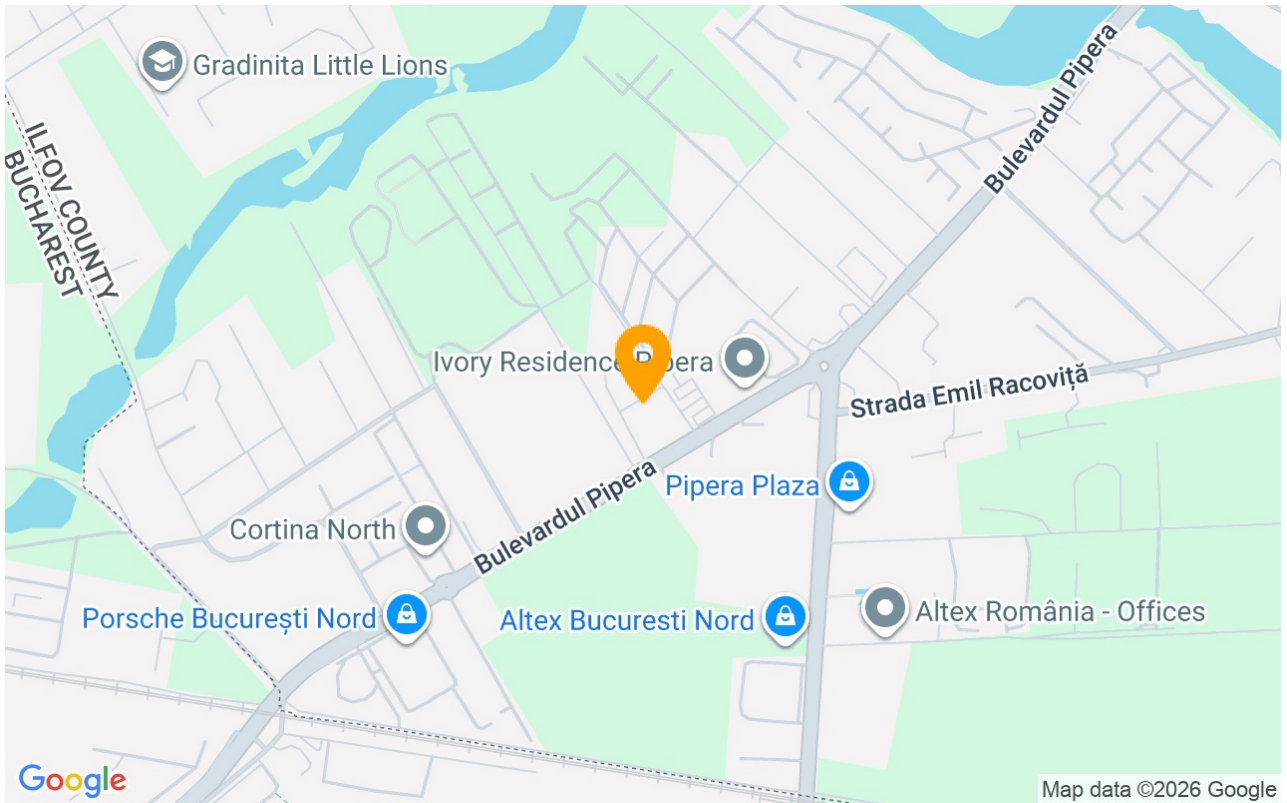 Gradinita Little Lions
Bulevardul Pipera
ILFOV COUNTY
BUCHAREST
Ivory Residence Pipera
Strada Emil Racoviță
Bulevardul Pipera
Pipera Plaza
Cortina North
Porsche București Nord
Altex Bucuresti Nord
Altex România - Offices
Google
Map data ©2026 Google